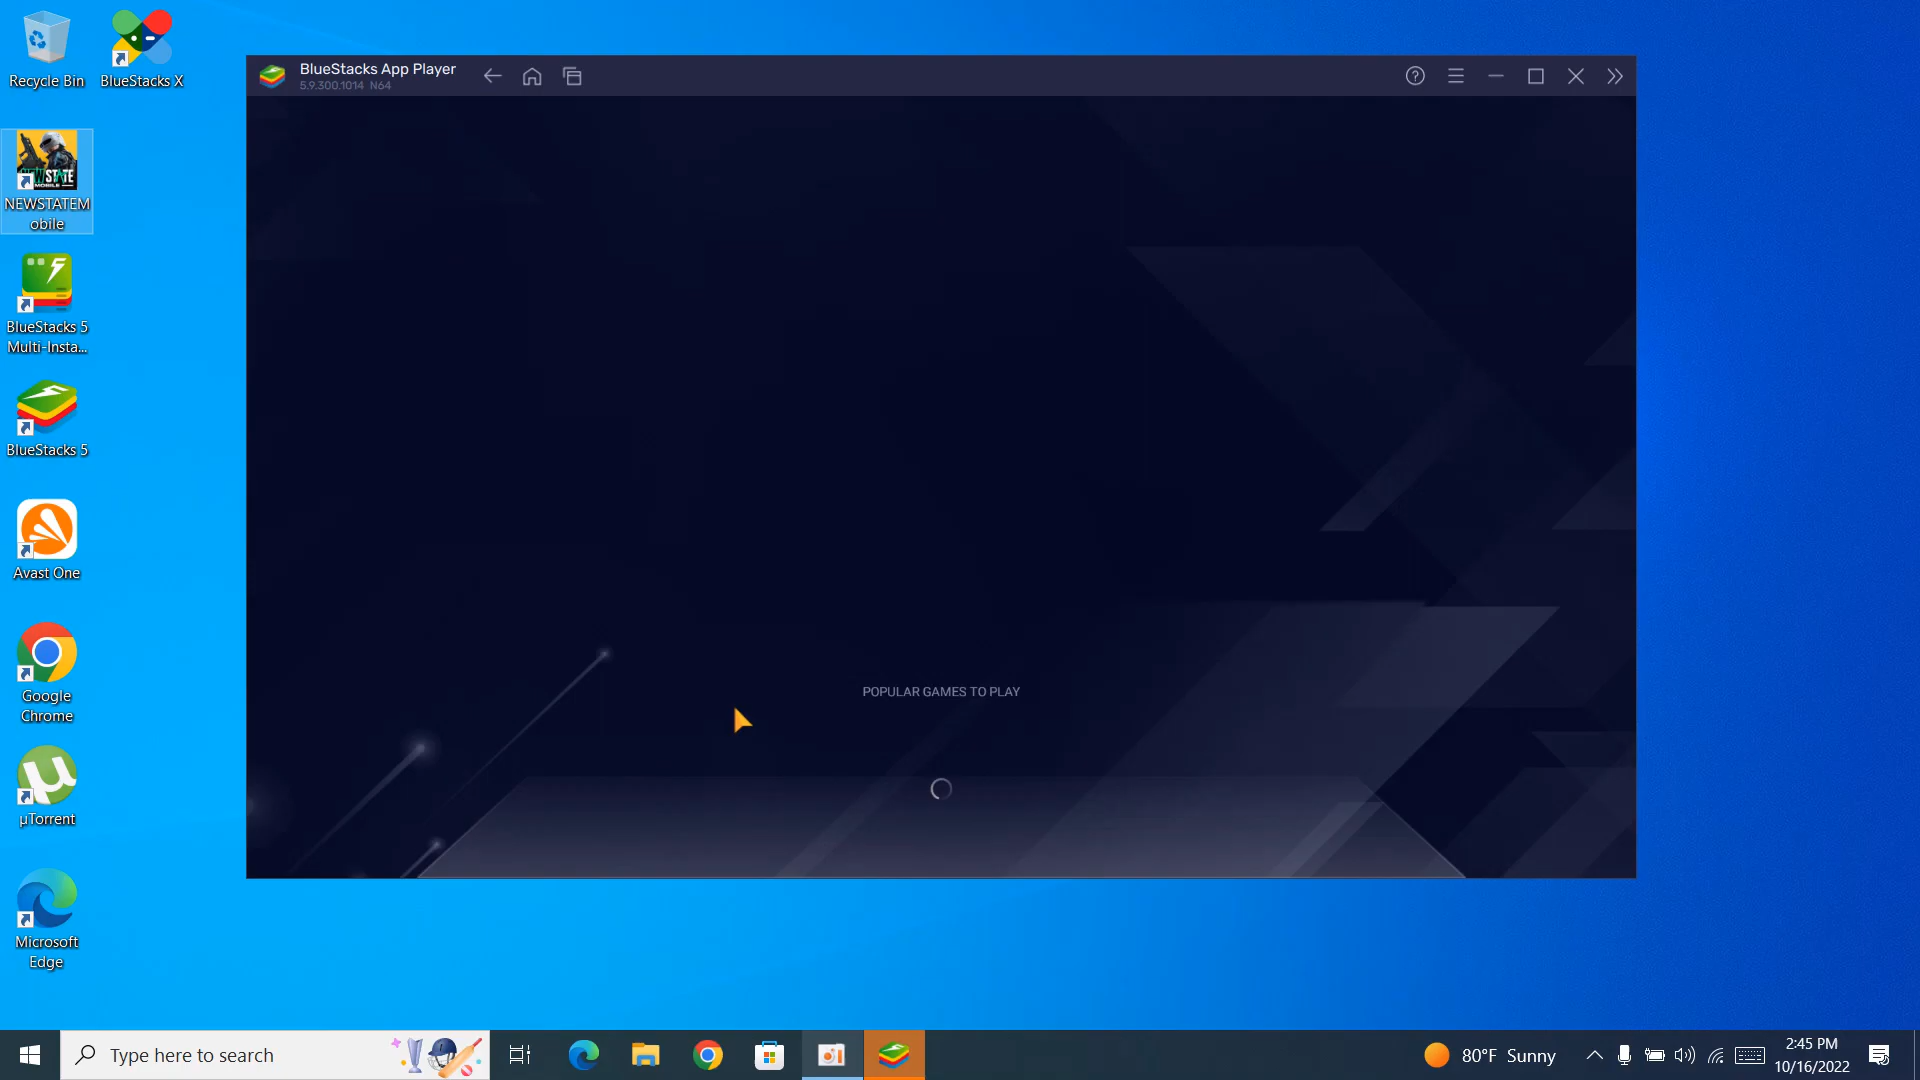 Recycle Bin
BlueStacks X
NEWSTATEM
obile
BlueStacks 5
Multi-Insta...
BlueStacks 5
Avast One
Google
Chrome
µTorrent
Microsoft
Edge
BlueStacks App Player
5.9.300.1014 N64
POPULAR GAMES TO PLAY
Type here to search
80°F Sunny
2:45 PM
10/16/2022